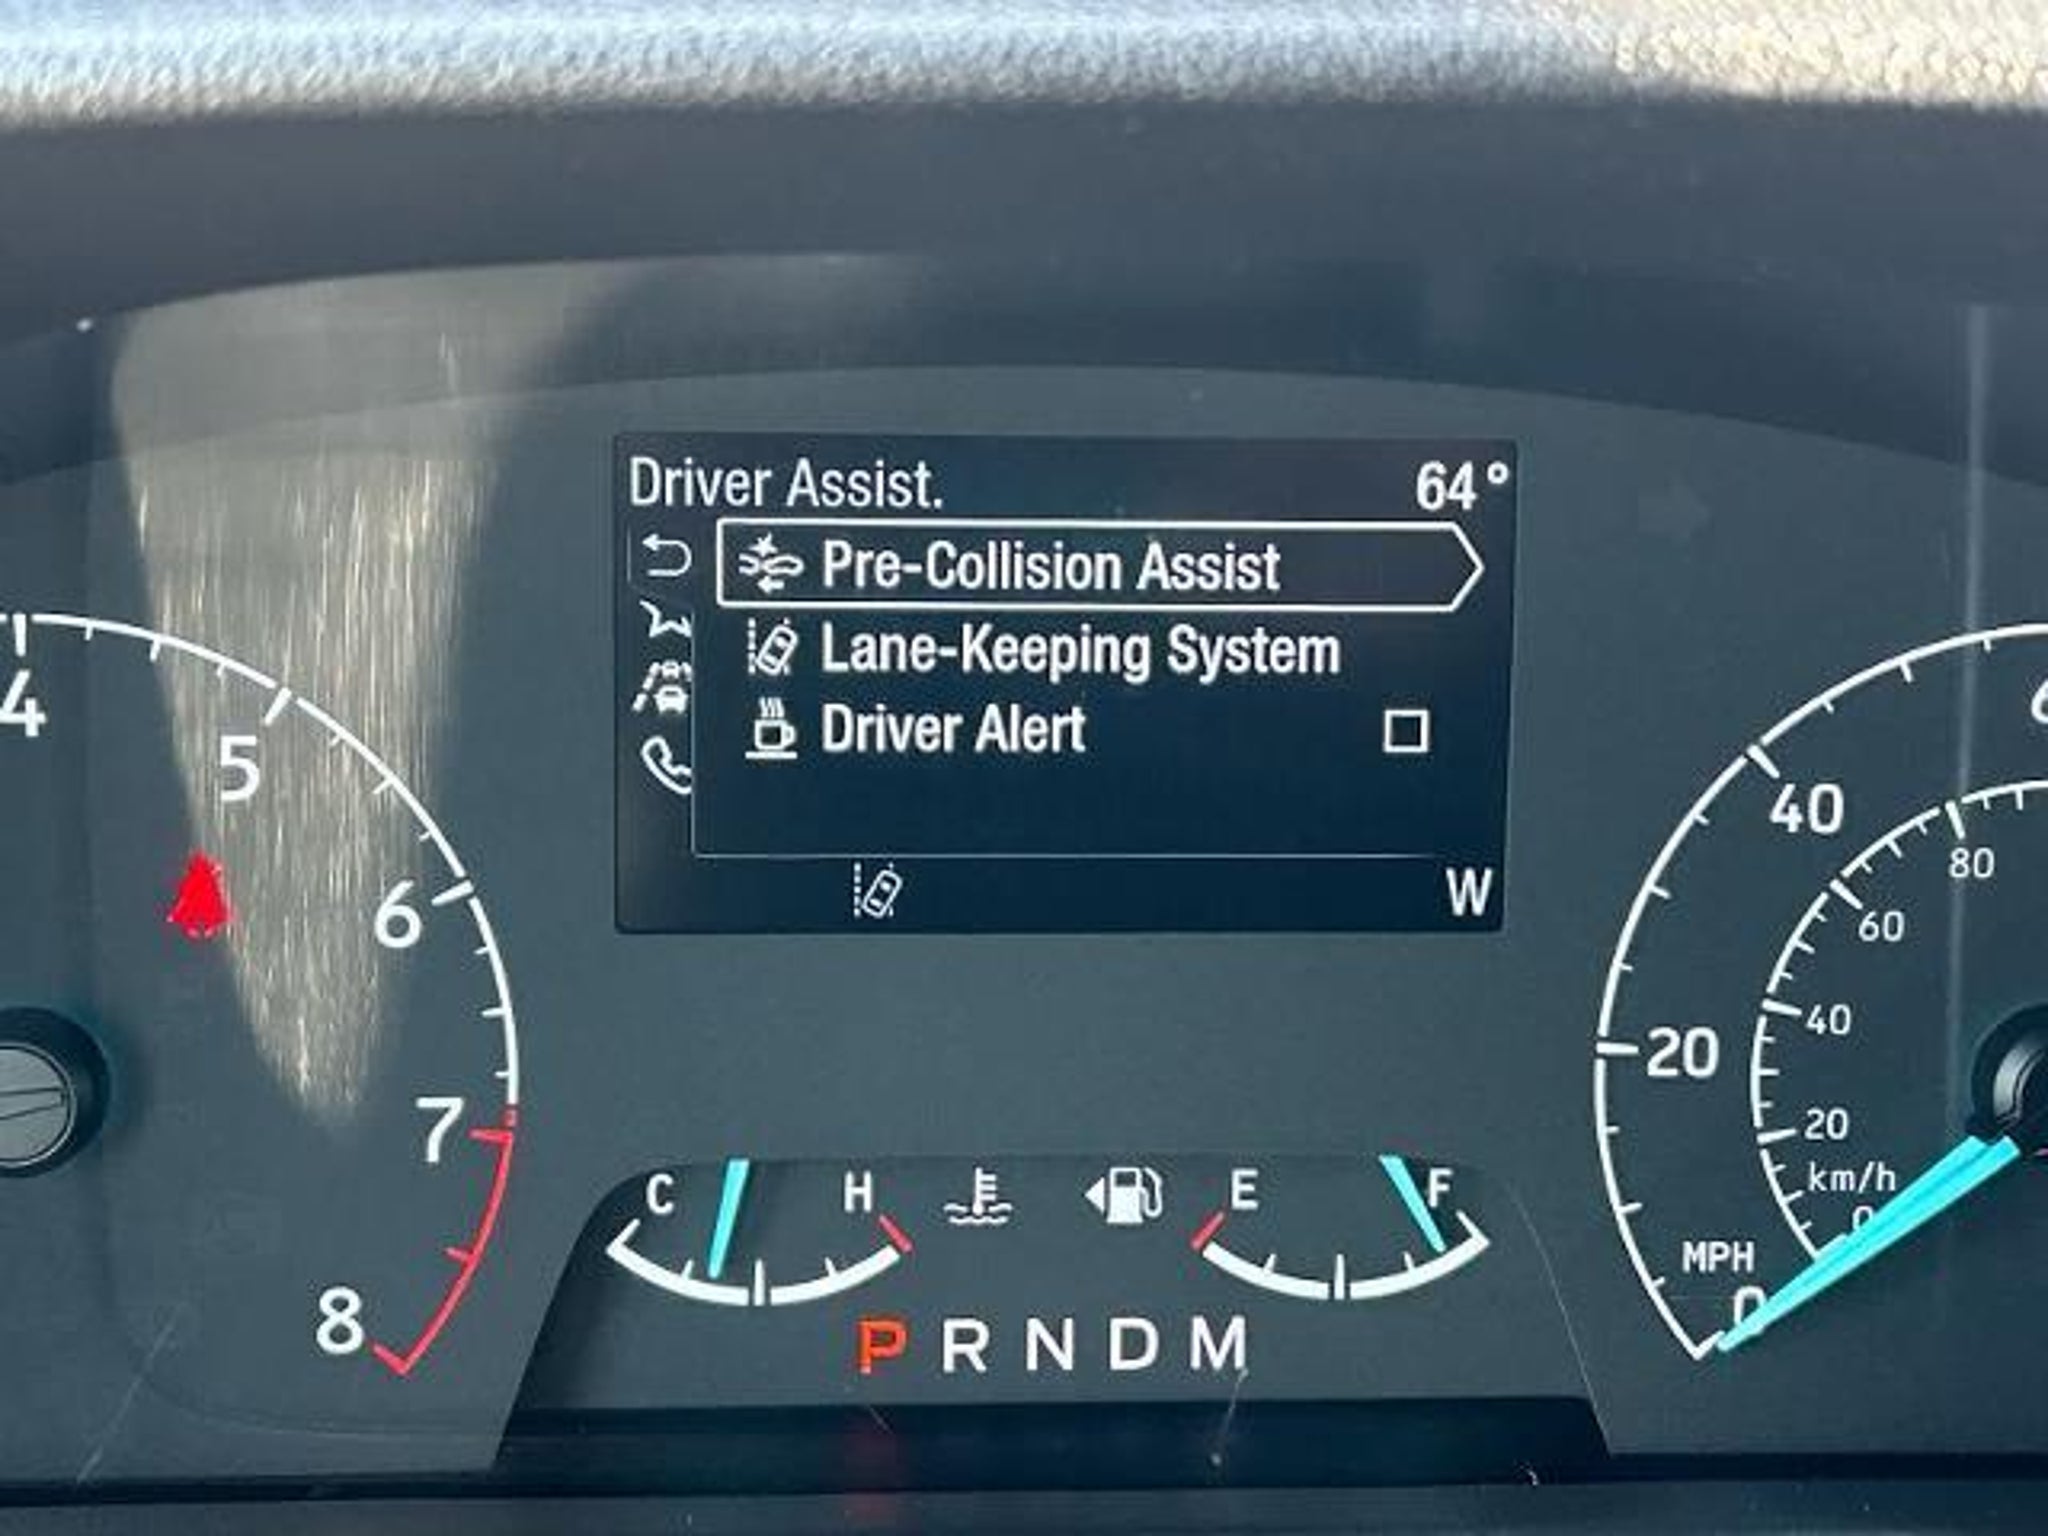 Driver Assist. 64°
Pre-Collision Assist
Lane-Keeping System
Driver Alert
W
4
5
6
7
8
C H
E F
P R N D M
40
20
MPH
0
80
60
40
20
km/h
0